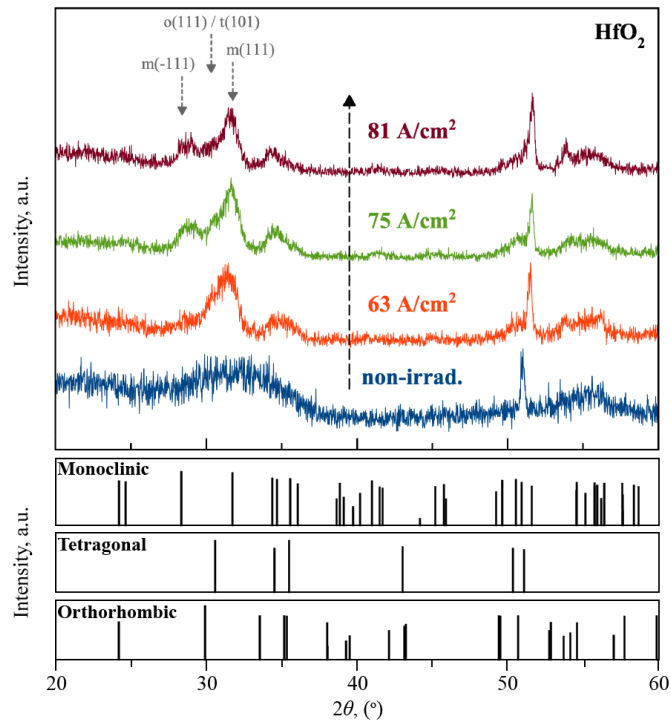 o(111) / t(101)
HfO2
m(-111)
m(111)
81 A/cm²
75 A/cm²
63 A/cm²
non-irrad.
Intensity, a.u.
Monoclinic
Tetragonal
Orthorhombic
Intensity, a.u.
20
30
40
50
60
2θ, (°)